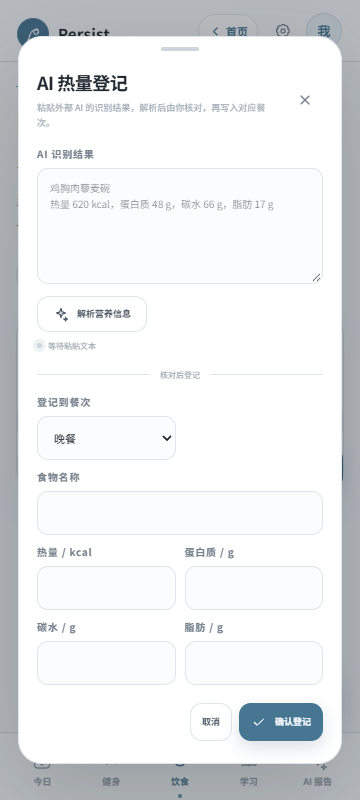 Persist
首页
我
AI 热量登记
粘贴外部 AI 的识别结果，解析后由你核对，再写入对应餐
次。
AI 识别结果
鸡胸肉藜麦碗
热量 620 kcal，蛋白质 48 g，碳水 66 g，脂肪 17 g
解析营养信息
等待粘贴文本
核对后登记
登记到餐次
晚餐
食物名称
热量 / kcal
蛋白质 / g
碳水 / g
脂肪 / g
取消
确认登记
今日
健身
饮食
学习
AI 报告